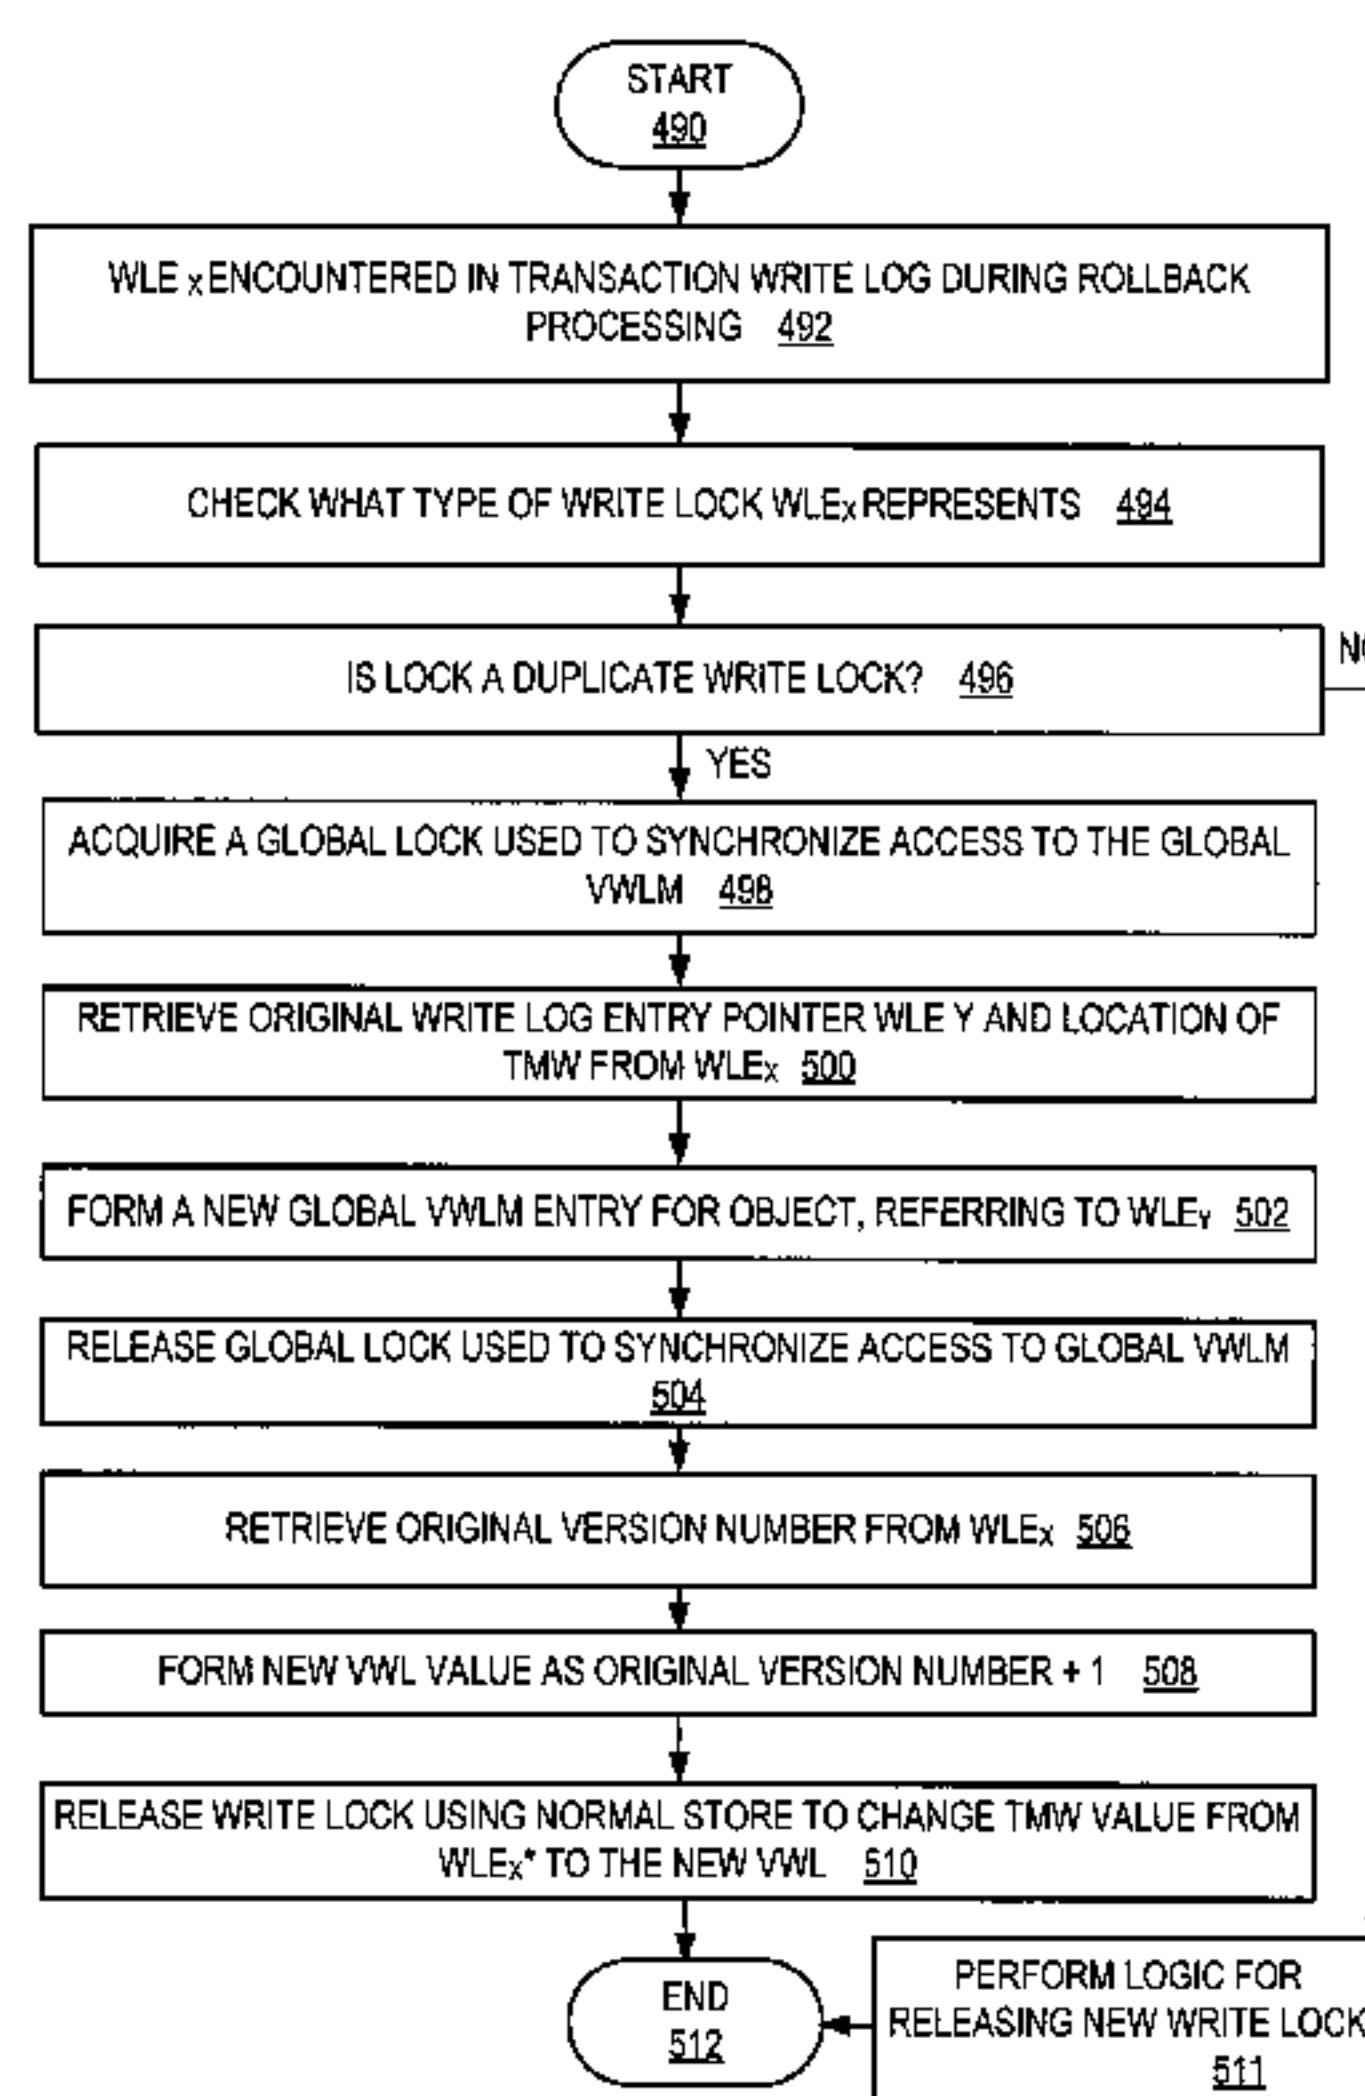 START
490
WLE X ENCOUNTERED IN TRANSACTION WRITE LOG DURING ROLLBACK
PROCESSING 492
CHECK WHAT TYPE OF WRITE LOCK WLEX REPRESENTS 494
IS LOCK A DUPLICATE WRITE LOCK? 496
YES
ACQUIRE A GLOBAL LOCK USED TO SYNCHRONIZE ACCESS TO THE GLOBAL
VWLM 498
RETRIEVE ORIGINAL WRITE LOG ENTRY POINTER WLE Y AND LOCATION OF
TMW FROM WLEX 500
FORM A NEW GLOBAL VWLM ENTRY FOR OBJECT, REFERRING TO WLEY 502
RELEASE GLOBAL LOCK USED TO SYNCHRONIZE ACCESS TO GLOBAL VWLM
504
RETRIEVE ORIGINAL VERSION NUMBER FROM WLEX 506
FORM NEW VWL VALUE AS ORIGINAL VERSION NUMBER + 1 508
RELEASE WRITE LOCK USING NORMAL STORE TO CHANGE TMW VALUE FROM
WLEX* TO THE NEW VWL 510
END
512
PERFORM LOGIC FOR
RELEASING NEW WRITE LOCK
511